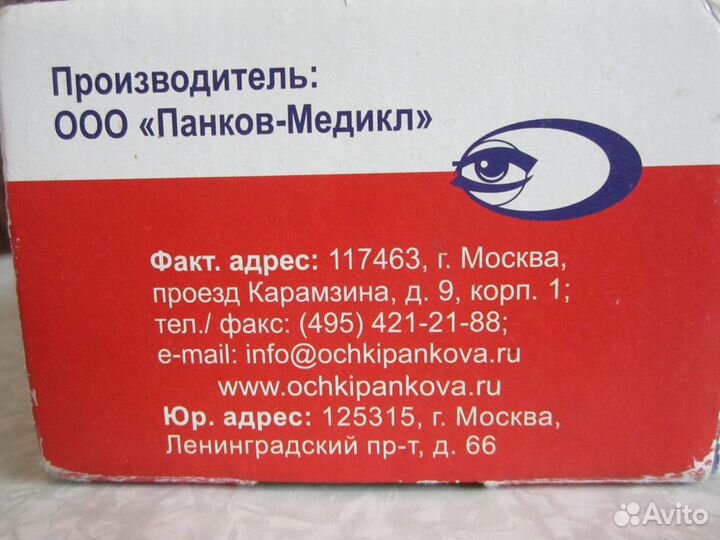 Производитель:
ООО «Панков-Медикл»
Факт. адрес: 117463, г. Москва,
проезд Карамзина, д. 9, корп. 1;
тел./ факс: (495) 421-21-88;
e-mail: info@ochkipankova.ru
www.ochkipankova.ru
Юр. адрес: 125315, г. Москва,
Ленинградский пр-т, д. 66
Avito